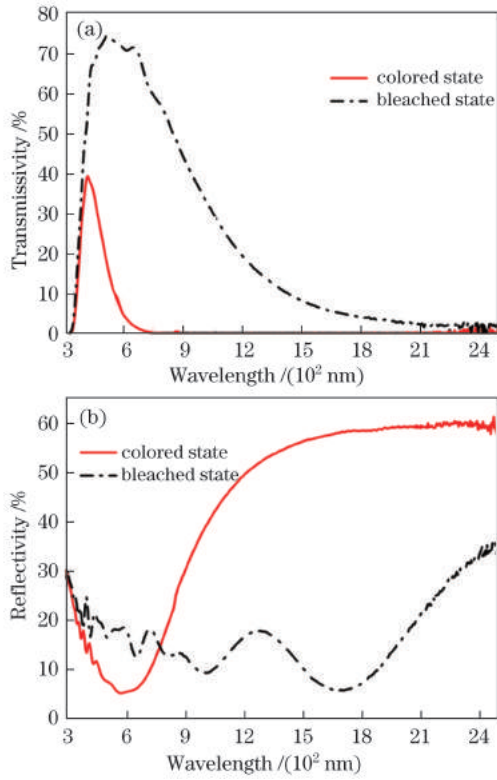 80
(a)
70
60
50
40
30
20
10
0
Transmissivity /%
colored state
bleached state
3 6 9 12 15 18 21 24
Wavelength /(10² nm)
60
(b)
50
40
30
20
10
0
Reflectivity /%
colored state
bleached state
3 6 9 12 15 18 21 24
Wavelength /(10² nm)